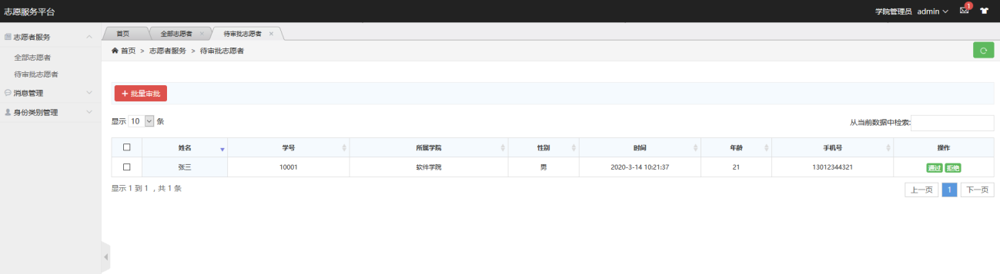 志愿服务平台
学院管理员 admin
1
志愿者服务
全部志愿者
待审批志愿者
消息管理
身份类别管理
首页 全部志愿者 × 待审批志愿者 ×
首页 > 志愿者服务 > 待审批志愿者
+ 批量审批
显示 10 条
从当前数据中检索:
姓名 学号 所属学院 性别 时间 年龄 手机号 操作
张三 10001 软件学院 男 2020-3-14 10:21:37 21 13012344321 通过 拒绝
显示 1 到 1 ，共 1 条
上一页 1 下一页